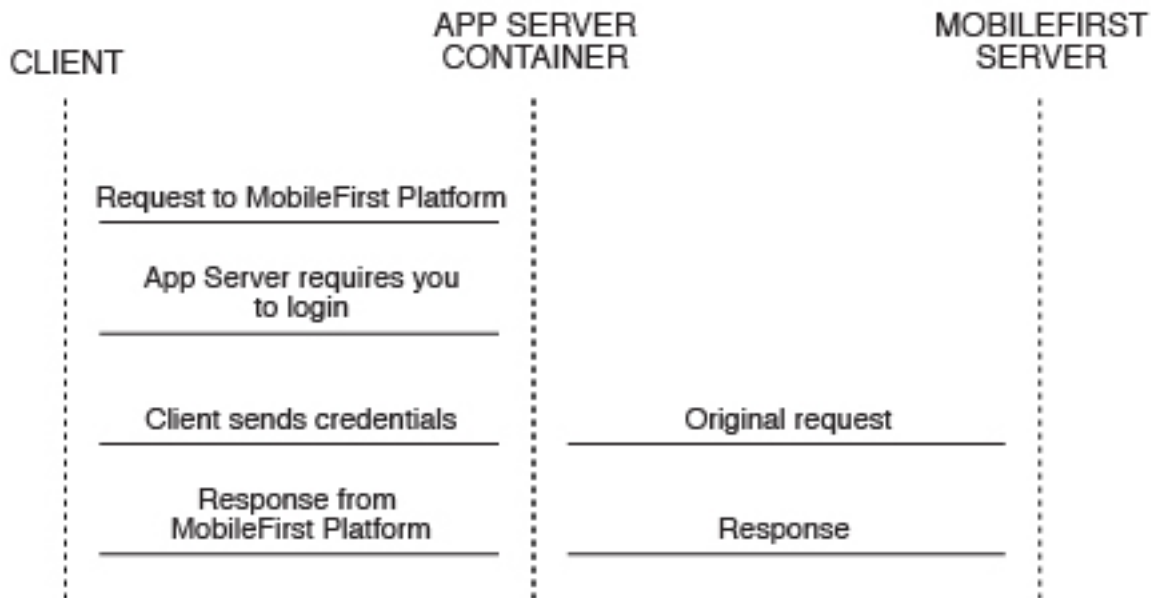 CLIENT
APP SERVER
CONTAINER
MOBILEFIRST
SERVER
Request to MobileFirst Platform
App Server requires you
to login
Client sends credentials
Original request
Response from
MobileFirst Platform
Response